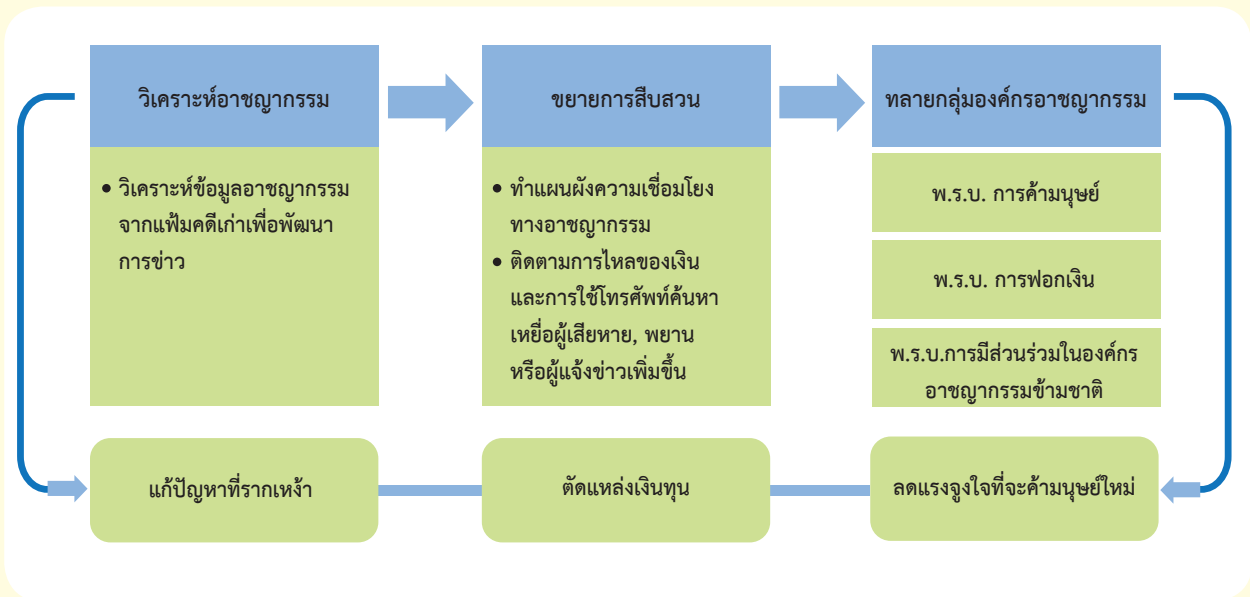 วิเคราะห์อาชญากรรม
ขยายการสืบสวน
ทลายกลุ่มองค์กรอาชญากรรม
• วิเคราะห์ข้อมูลอาชญากรรม
จากแฟ้มคดีเก่าเพื่อพัฒนา
การข่าว
• ทำแผนผังความเชื่อมโยง
ทางอาชญากรรม
• ติดตามการไหลของเงิน
และการใช้โทรศัพท์ค้นหา
เหยื่อผู้เสียหาย, พยาน
หรือผู้แจ้งข่าวเพิ่มขึ้น
พ.ร.บ. การค้ามนุษย์
พ.ร.บ. การฟอกเงิน
พ.ร.บ.การมีส่วนร่วมในองค์กร
อาชญากรรมข้ามชาติ
แก้ปัญหาที่รากเหง้า
ตัดแหล่งเงินทุน
ลดแรงจูงใจที่จะค้ามนุษย์ใหม่